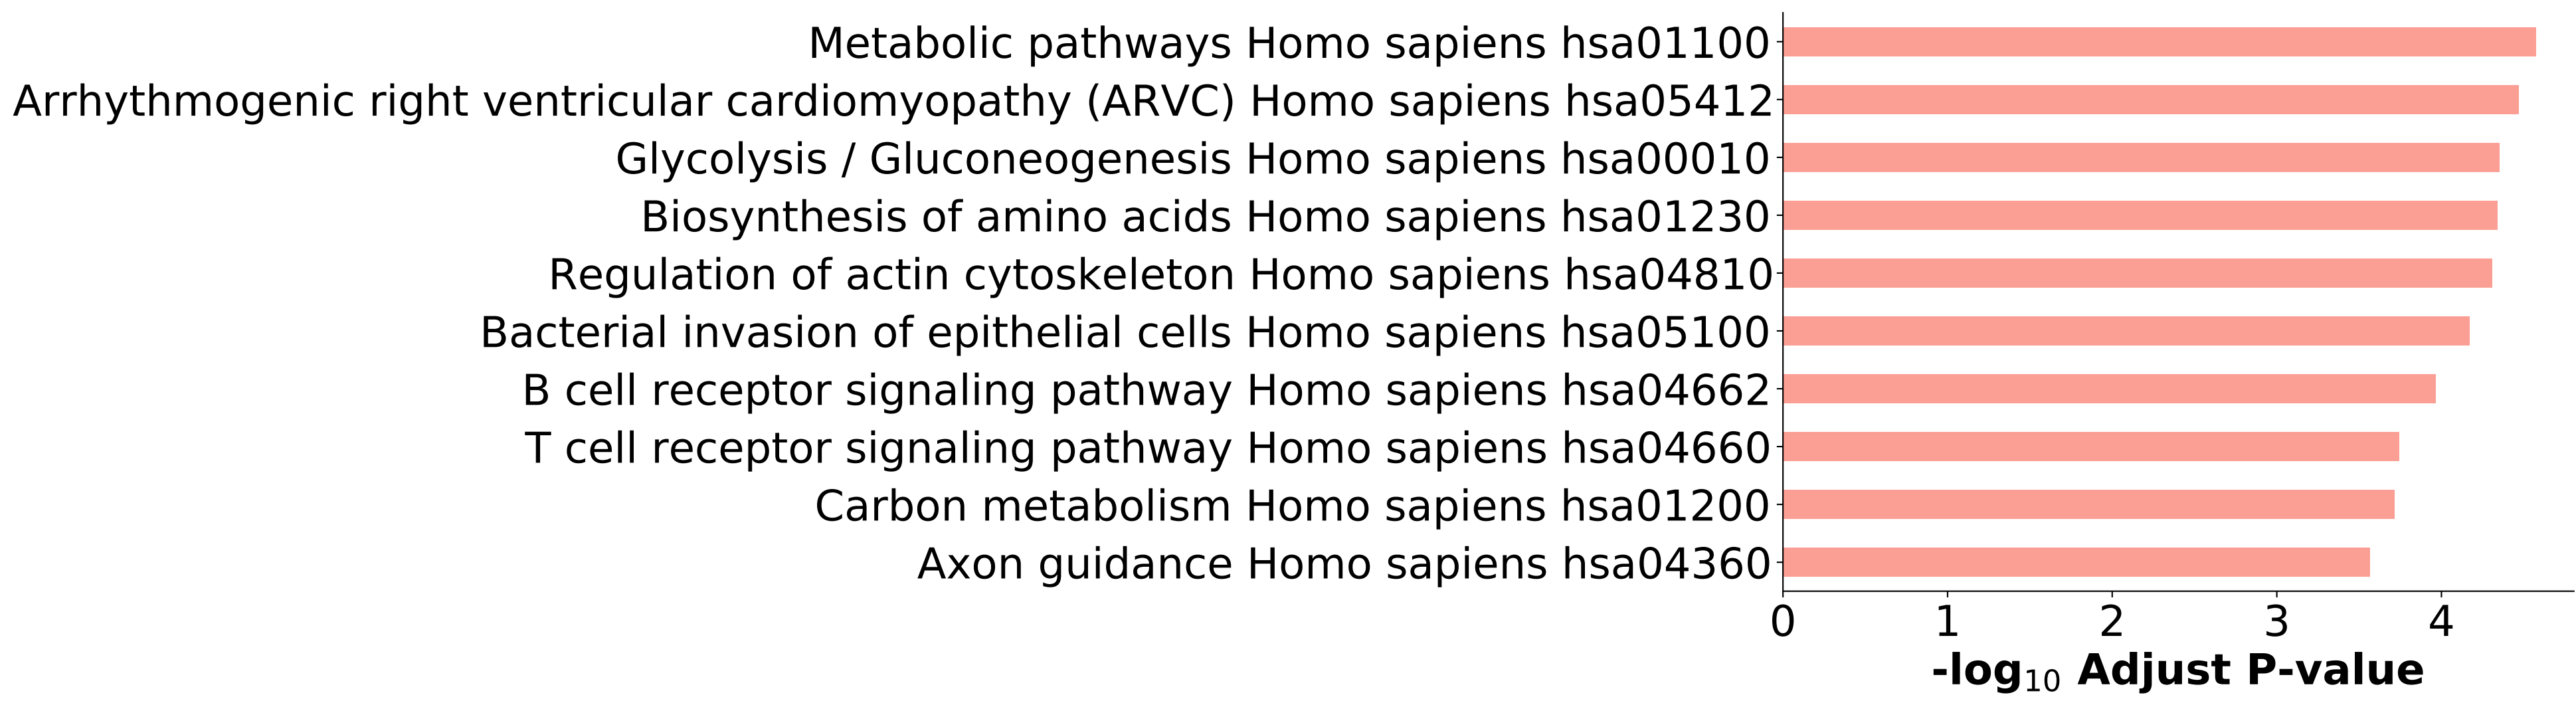 Metabolic pathways Homo sapiens hsa01100
Arrhythmogenic right ventricular cardiomyopathy (ARVC) Homo sapiens hsa05412
Glycolysis / Gluconeogenesis Homo sapiens hsa00010
Biosynthesis of amino acids Homo sapiens hsa01230
Regulation of actin cytoskeleton Homo sapiens hsa04810
Bacterial invasion of epithelial cells Homo sapiens hsa05100
B cell receptor signaling pathway Homo sapiens hsa04662
T cell receptor signaling pathway Homo sapiens hsa04660
Carbon metabolism Homo sapiens hsa01200
Axon guidance Homo sapiens hsa04360
0 1 2 3 4
-log₁₀ Adjust P-value